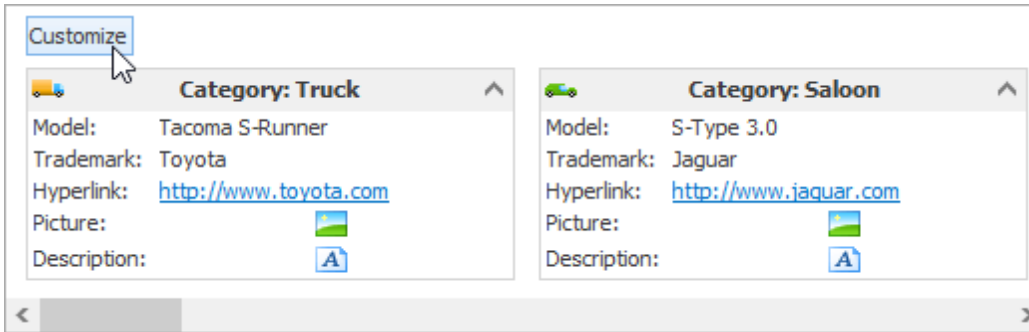 Customize
Category: Truck
Model: Tacoma S-Runner
Trademark: Toyota
Hyperlink: http://www.toyota.com
Picture:
Description: A
Category: Saloon
Model: S-Type 3.0
Trademark: Jaguar
Hyperlink: http://www.jaguar.com
Picture:
Description: A